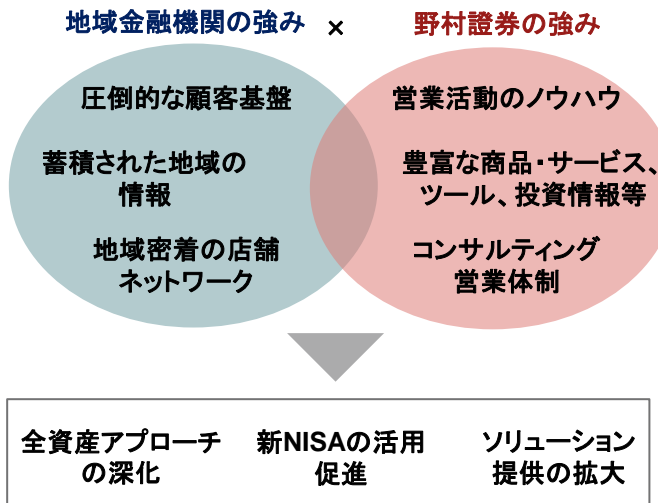 地域金融機関の強み × 野村證券の強み
圧倒的な顧客基盤
蓄積された地域の
情報
地域密着の店舗
ネットワーク
営業活動のノウハウ
豊富な商品・サービス、
ツール、投資情報等
コンサルティング
営業体制
全資産アプローチ
の深化
新NISAの活用
促進
ソリューション
提供の拡大